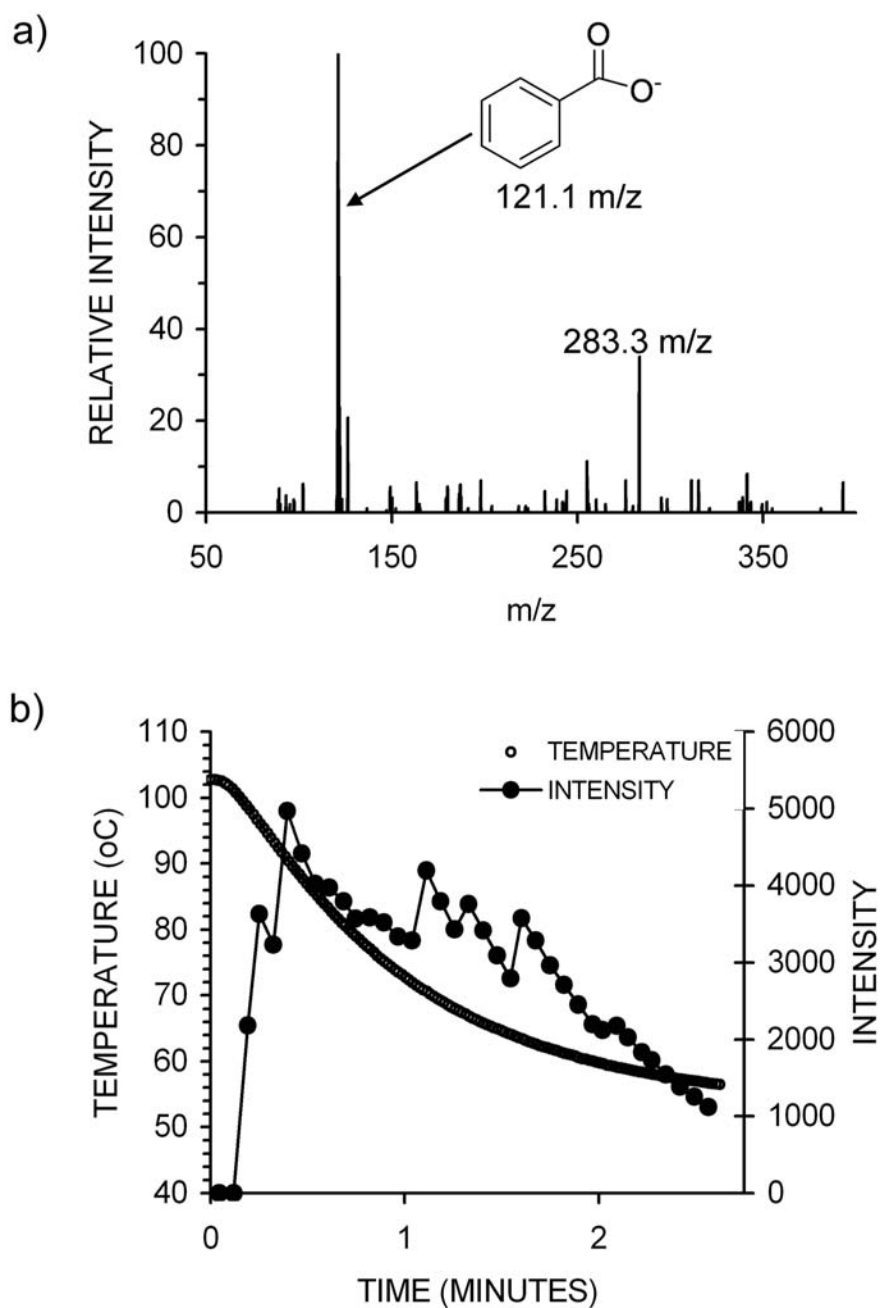 a)
RELATIVE INTENSITY
100
80
60
40
20
0
O
O-
121.1 m/z
283.3 m/z
50 150 250 350
m/z
b)
TEMPERATURE (oC)
110
100
90
80
70
60
50
40
TEMPERATURE
INTENSITY
6000
5000
4000
3000
2000
1000
0
INTENSITY
0 1 2
TIME (MINUTES)